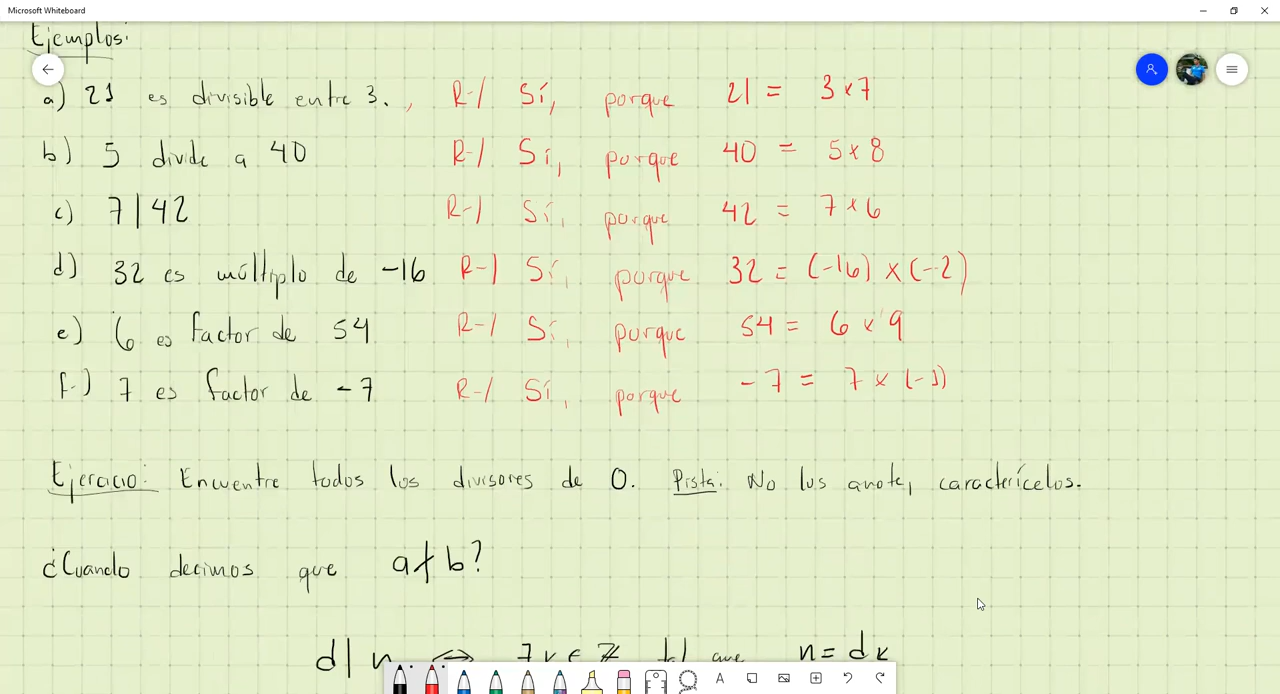 Microsoft Whiteboard
Ejemplos:
a) 21 es divisible entre 3. , R-/ Sí, porque 21 = 3 x 7
b) 5 divide a 40 R-/ Sí, porque 40 = 5 x 8
c) 7 | 42 R-/ Sí, porque 42 = 7 x 6
d) 32 es múltiplo de -16 R-/ Sí, porque 32 = (-16) x (-2)
e) 6 es factor de 54 R-/ Sí, porque 54 = 6 x 9
f-) 7 es factor de -7 R-/ Sí, porque -7 = 7 x (-1)
Ejercicio: Encuentre todos los divisores de 0. Pista: No los anote, caracterícelos.
¿Cuando decimos que a∤b?
d | n ⟺ ∃ k ∈ ℤ tal que n = dk